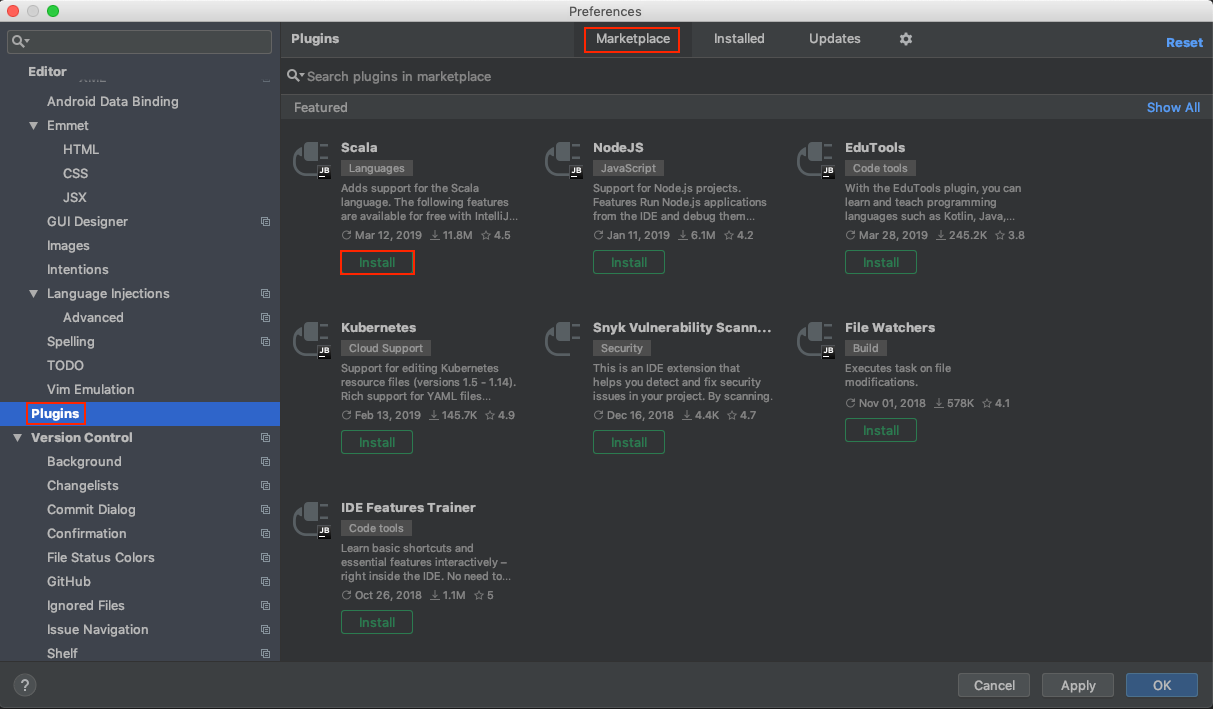 Preferences
Editor
Android Data Binding
Emmet
HTML
CSS
JSX
GUI Designer
Images
Intentions
Language Injections
Advanced
Spelling
TODO
Vim Emulation
Plugins
Version Control
Background
Changelists
Commit Dialog
Confirmation
File Status Colors
GitHub
Ignored Files
Issue Navigation
Shelf
Plugins
Marketplace
Installed
Updates
Reset
Search plugins in marketplace
Featured
Show All
Scala
JB
Languages
Adds support for the Scala
language. The following features
are available for free with IntelliJ...
Mar 12, 2019 11.8M 4.5
Install
NodeJS
JB
JavaScript
Support for Node.js projects.
Features Run Node.js applications
from the IDE and debug them...
Jan 11, 2019 6.1M 4.2
Install
EduTools
JB
Code tools
With the EduTools plugin, you can
learn and teach programming
languages such as Kotlin, Java,...
Mar 28, 2019 245.2K 3.8
Install
Kubernetes
JB
Cloud Support
Support for editing Kubernetes
resource files (versions 1.5 - 1.14).
Rich support for YAML files...
Feb 13, 2019 145.7K 4.9
Install
Snyk Vulnerability Scann...
Security
This is an IDE extension that
helps you detect and fix security
issues in your project. By scanning.
Dec 16, 2018 4.4K 4.7
Install
File Watchers
JB
Build
Executes task on file
modifications.
Nov 01, 2018 578K 4.1
Install
IDE Features Trainer
JB
Code tools
Learn basic shortcuts and
essential features interactively –
right inside the IDE. No need to...
Oct 26, 2018 1.1M 5
Install
?
Cancel
Apply
OK